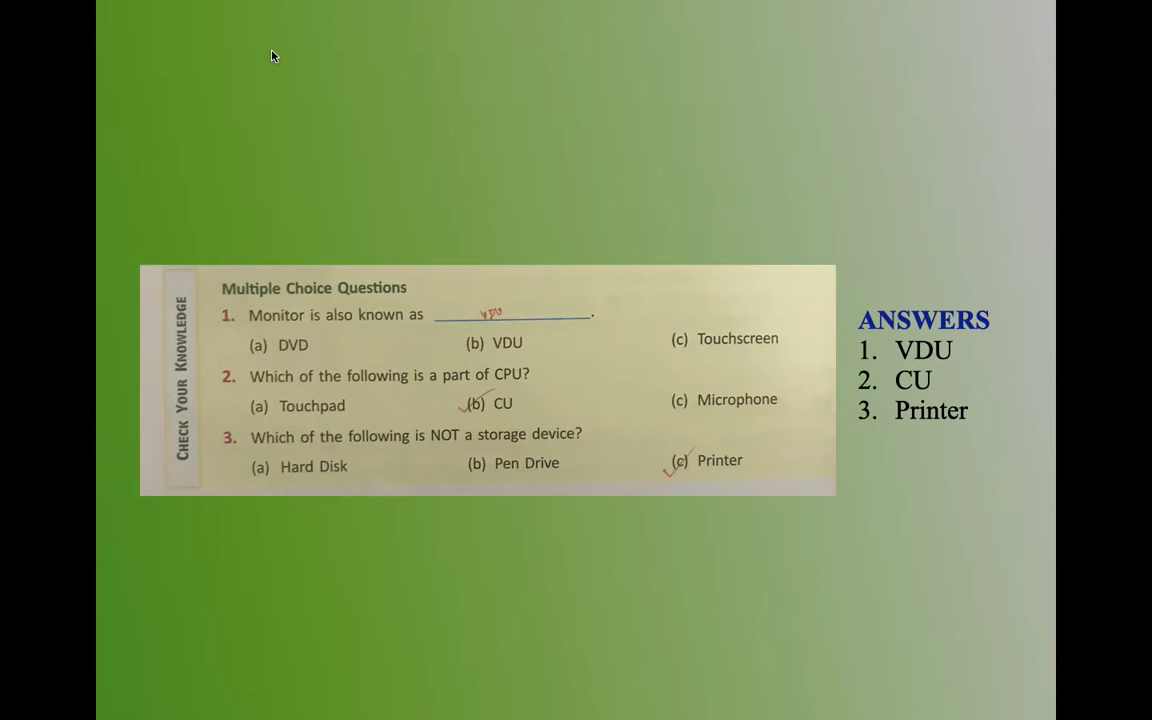 CHECK YOUR KNOWLEDGE
Multiple Choice Questions
1. Monitor is also known as VDU.
(a) DVD (b) VDU (c) Touchscreen
2. Which of the following is a part of CPU?
(a) Touchpad (b) CU (c) Microphone
3. Which of the following is NOT a storage device?
(a) Hard Disk (b) Pen Drive (c) Printer
ANSWERS
1. VDU
2. CU
3. Printer